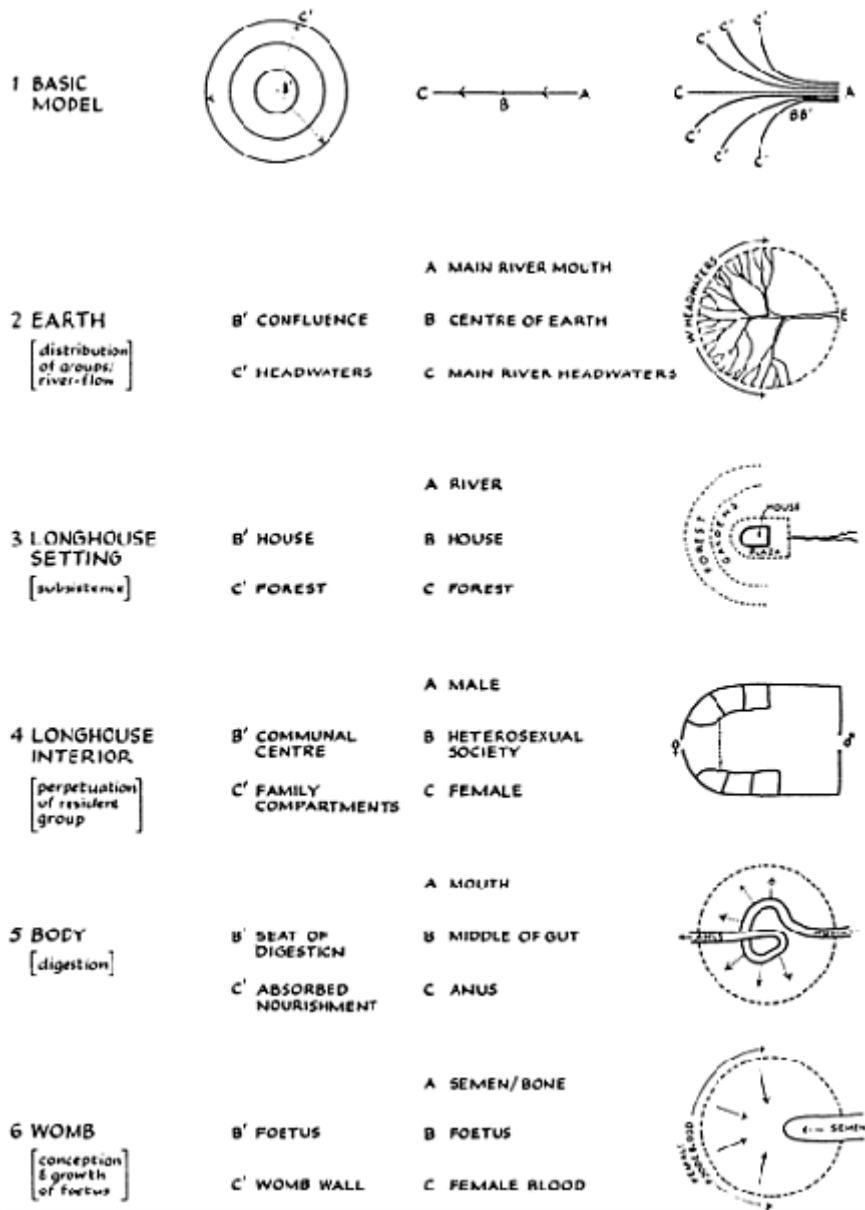 C'
B'
C B A
C' C' C'
C A
BB'
C' C' C'
1 BASIC
MODEL
A MAIN RIVER MOUTH
2 EARTH
[distribution
of groups;
river-flow]
B' CONFLUENCE
B CENTRE OF EARTH
C' HEADWATERS
C MAIN RIVER HEADWATERS
W HEADWATERS
E
A RIVER
3 LONGHOUSE
SETTING
[subsistence]
B' HOUSE
B HOUSE
C' FOREST
C FOREST
FOREST
GARDENS
HOUSE
PLAZA
A MALE
4 LONGHOUSE
INTERIOR
[perpetuation
of resident
group]
B' COMMUNAL
CENTRE
B HETEROSEXUAL
SOCIETY
C' FAMILY
COMPARTMENTS
C FEMALE
♀
♂
A MOUTH
5 BODY
[digestion]
B' SEAT OF
DIGESTION
B MIDDLE OF GUT
C' ABSORBED
NOURISHMENT
C ANUS
ANUS
MOUTH
A SEMEN/BONE
6 WOMB
[conception
& growth
of foetus]
B' FOETUS
B FOETUS
C' WOMB WALL
C FEMALE BLOOD
FEMALE
BLOOD
SEMEN